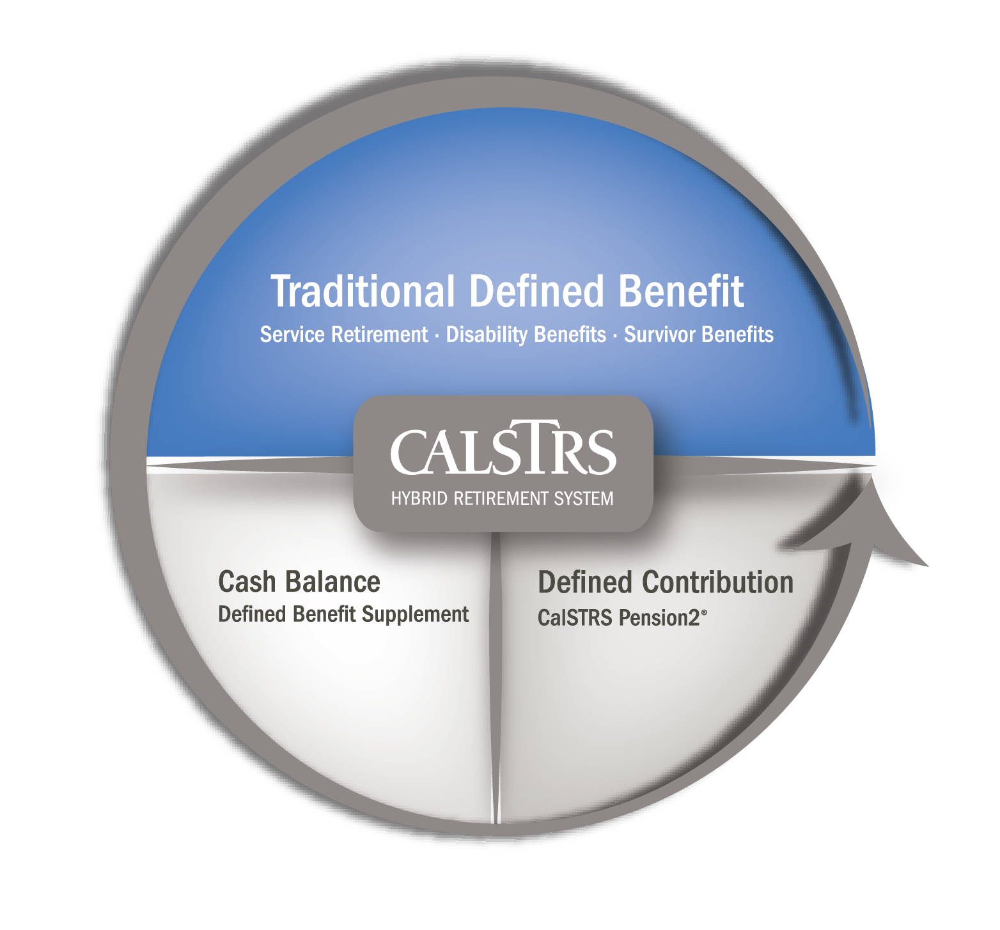 Traditional Defined Benefit
Service Retirement · Disability Benefits · Survivor Benefits
CALSTRS
HYBRID RETIREMENT SYSTEM
Cash Balance
Defined Benefit Supplement
Defined Contribution
CalSTRS Pension2®